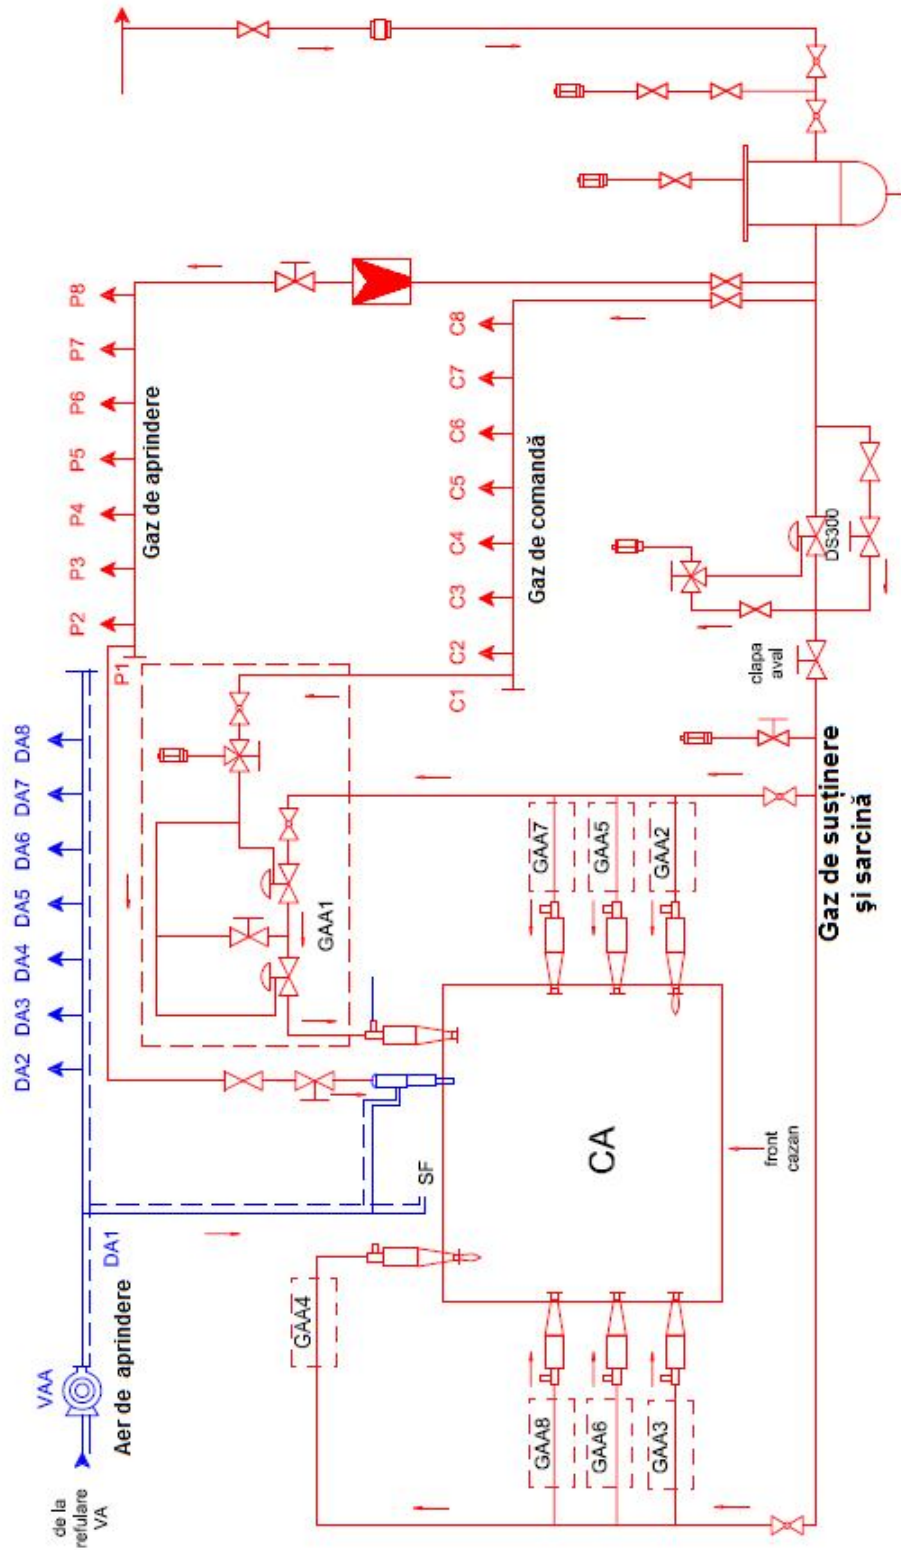 de la
refulare
VA
VAA
Aer de aprindere
DA1
DA2
DA3
DA4
DA5
DA6
DA7
DA8
P1
P2
P3
P4
P5
P6
P7
P8
Gaz de aprindere
GAA1
C1
C2
C3
C4
C5
C6
C7
C8
Gaz de comandă
SF
GAA4
CA
GAA8
GAA6
GAA3
GAA7
GAA5
GAA2
front
cazan
Gaz de susținere
și sarcină
clapa
aval
DS300